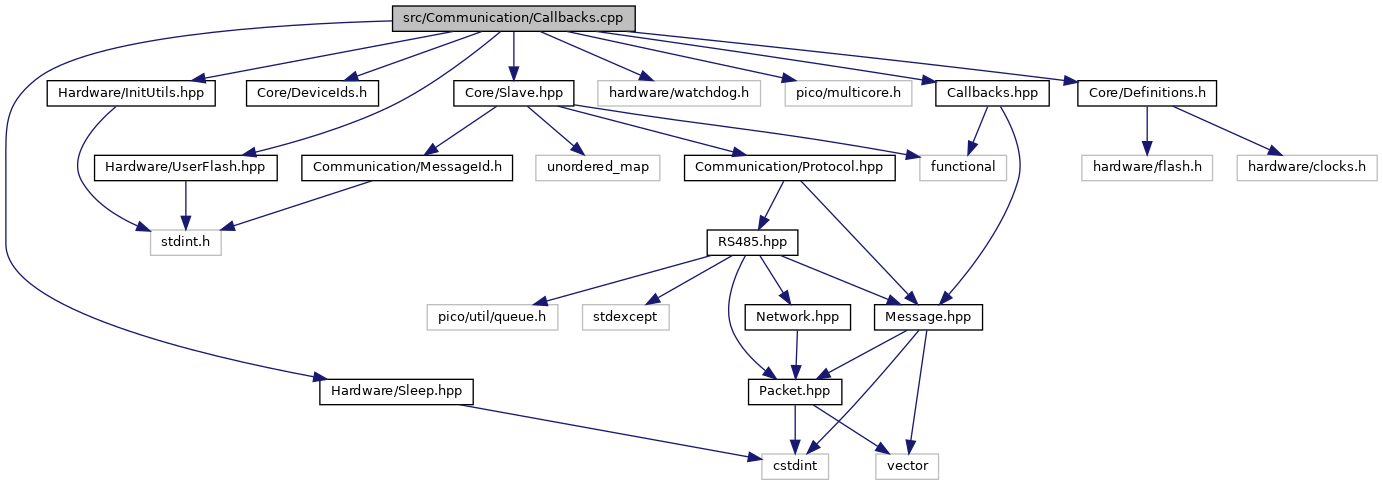 src/Communication/Callbacks.cpp
Hardware/InitUtils.hpp
Core/DeviceIds.h
Core/Slave.hpp
hardware/watchdog.h
pico/multicore.h
Callbacks.hpp
Core/Definitions.h
Hardware/UserFlash.hpp
Communication/MessageId.h
unordered_map
Communication/Protocol.hpp
functional
hardware/flash.h
hardware/clocks.h
stdint.h
RS485.hpp
pico/util/queue.h
stdexcept
Network.hpp
Message.hpp
Hardware/Sleep.hpp
Packet.hpp
cstdint
vector